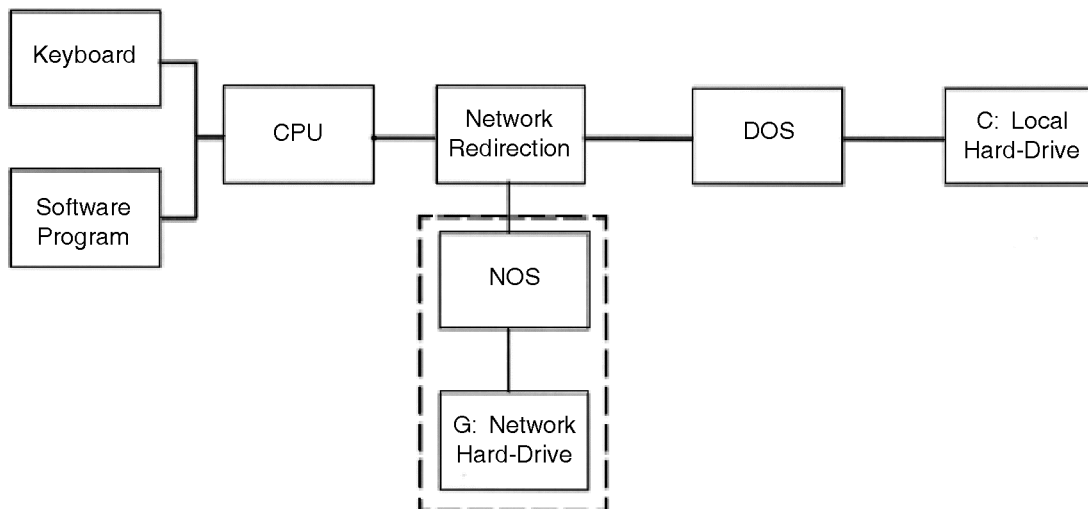 Keyboard
Software
Program
CPU
Network
Redirection
DOS
C: Local
Hard-Drive
NOS
G: Network
Hard-Drive